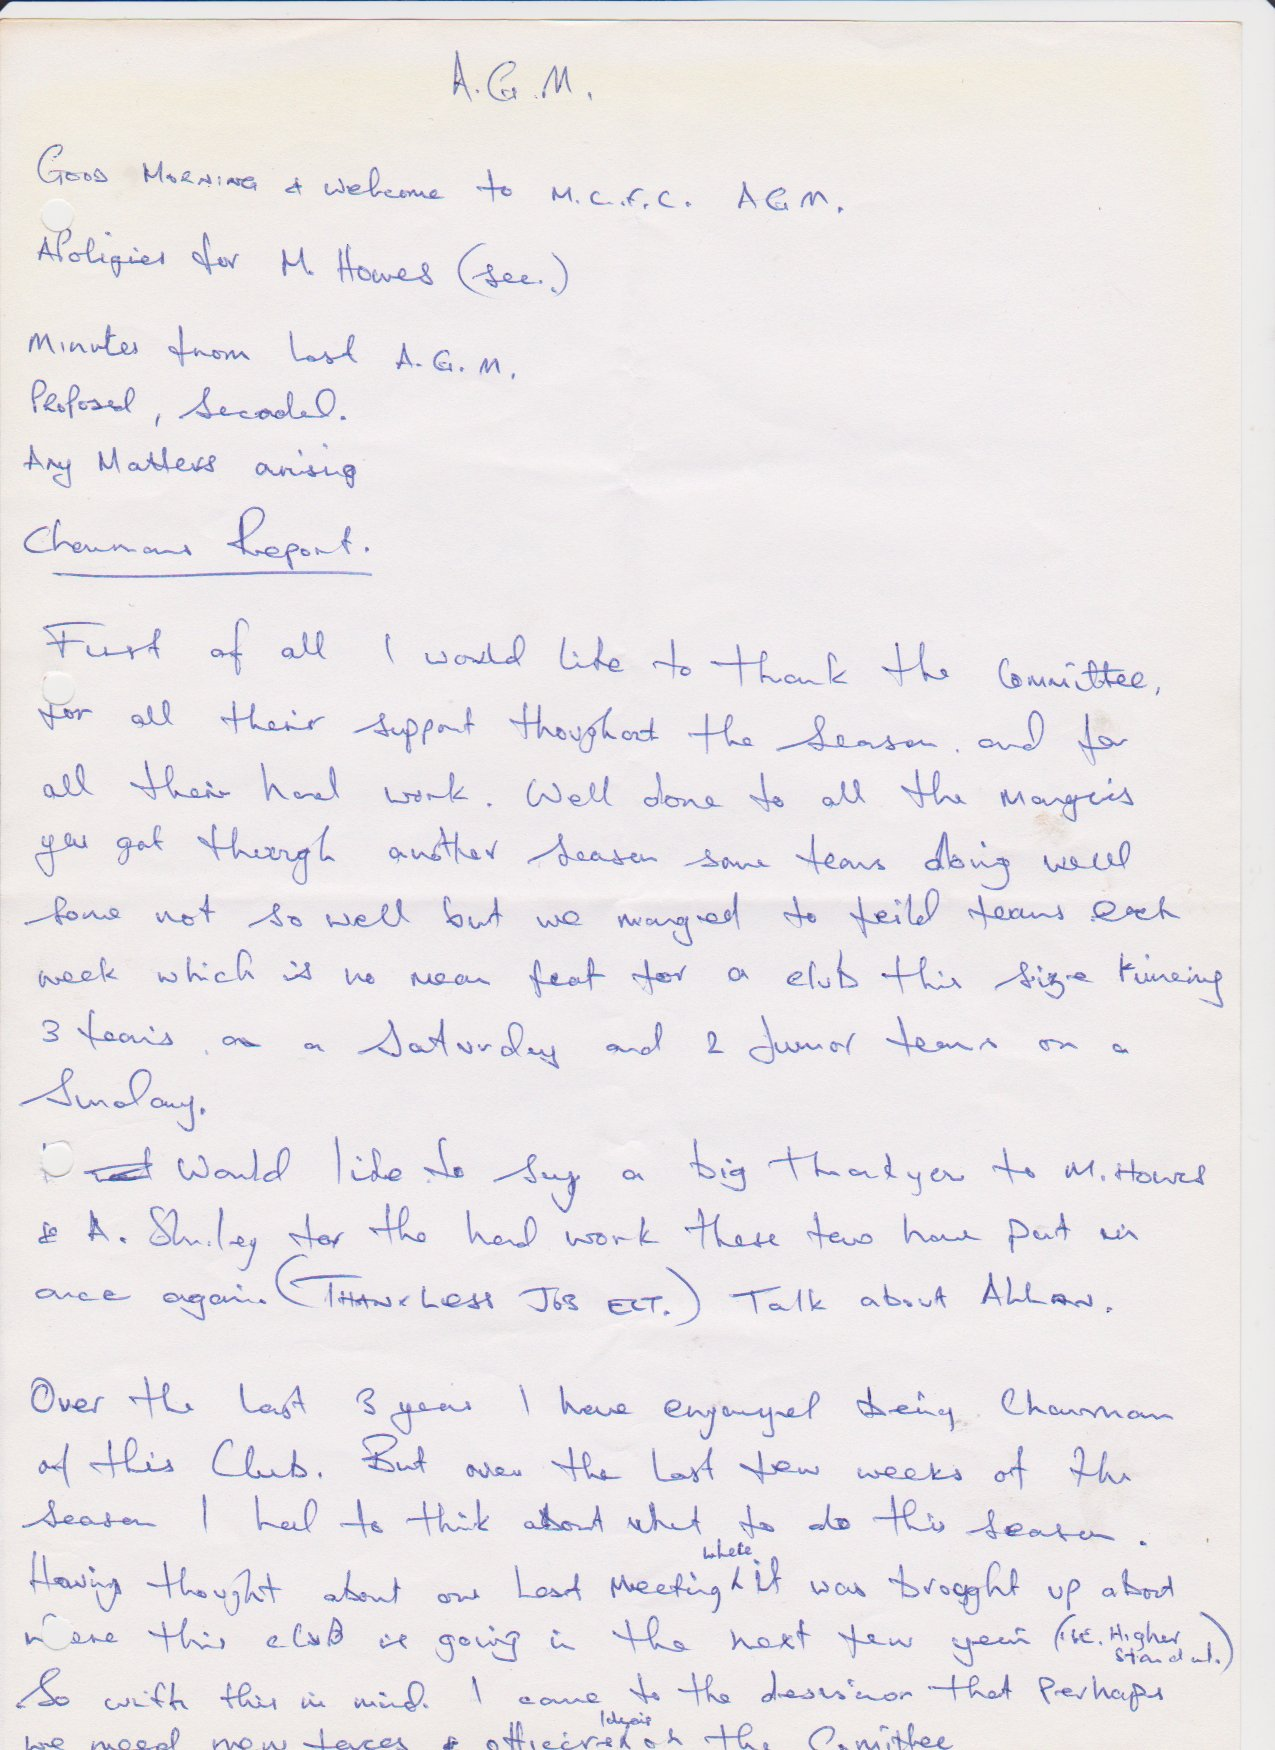 A.G.M.
Good Morning & welcome to M.C.F.C. AGM.
Apoligies for M. Howes (sec.)
Minutes from last A.G.M.
Proposed, Secoded.
Any Matters arising
Chairmans Report.
First of all I would like to thank the Committee,
for all their support thoughout the Season. and for
all their hard work. Well done to all the Mangers
you got through another season some teams doing well
some not so well but we manged to feild teams each
week which is no mean feat for a club this size
3 teams on a Saturday and 2 Junior teams on a
Sunday.
I would like to say a big thankyou to M. Howes
& A. Shirley for the hard work these two have put in
once again. (THANKLESS JOB ECT.) Talk about ALLAN.
Over the last 3 years I have enjoyed being Chairman
of this Club. But over the last few weeks of the
season I had to think about what to do this season.
Having thought about our last Meeting where it was brought up about
where this club is going in the next few years (IE. Higher Standard.)
So with this in mind. I came to the descision that perhaps
we need new faces & ideas on the Comittee